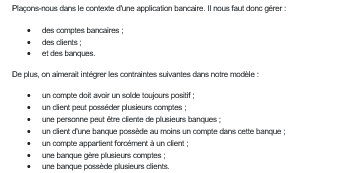 Plaçons-nous dans le contexte d'une application bancaire. Il nous faut donc gérer :
• des comptes bancaires ;
• des clients ;
• et des banques.
De plus, on aimerait intégrer les contraintes suivantes dans notre modèle :
• un compte doit avoir un solde toujours positif ;
• un client peut posséder plusieurs comptes ;
• une personne peut être cliente de plusieurs banques ;
• un client d'une banque possède au moins un compte dans cette banque ;
• un compte appartient forcément à un client ;
• une banque gère plusieurs comptes ;
• une banque possède plusieurs clients.